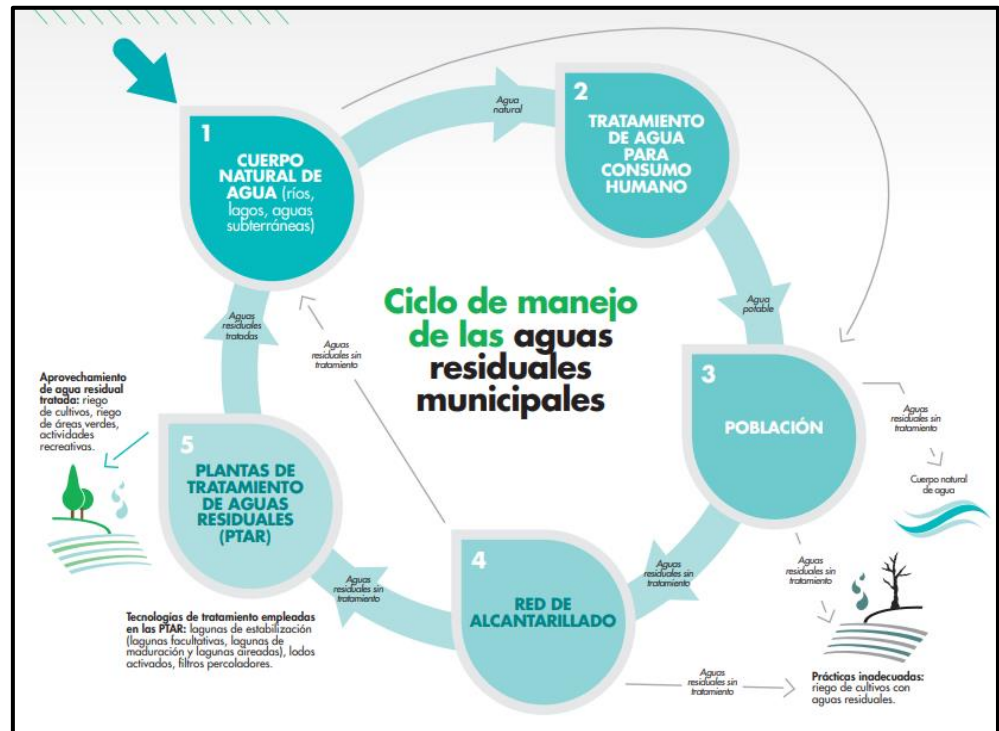 1
CUERPO
NATURAL DE
AGUA (ríos,
lagos, aguas
subterráneas)
Agua
natural
2
TRATAMIENTO
DE AGUA
PARA
CONSUMO
HUMANO
Agua
potable
Ciclo de manejo
de las aguas
residuales
municipales
3
POBLACIÓN
Aguas
residuales sin
tratamiento
Cuerpo natural
de agua
Aguas
residuales sin
tratamiento
Prácticas inadecuadas:
riego de cultivos con
aguas residuales.
Aguas
residuales sin
tratamiento
4
RED DE
ALCANTARILLADO
Aguas
residuales sin
tratamiento
Aguas
residuales sin
tratamiento
Aguas
residuales sin
tratamiento
5
PLANTAS DE
TRATAMIENTO
DE AGUAS
RESIDUALES
(PTAR)
Aguas
residuales
tratadas
Aprovechamiento
de agua residual
tratada: riego
de cultivos, riego
de áreas verdes,
actividades
recreativas.
Tecnologías de tratamiento empleadas
en las PTAR: lagunas de estabilización
(lagunas facultativas, lagunas de
maduración y lagunas aireadas), lodos
activados, filtros percoladores.